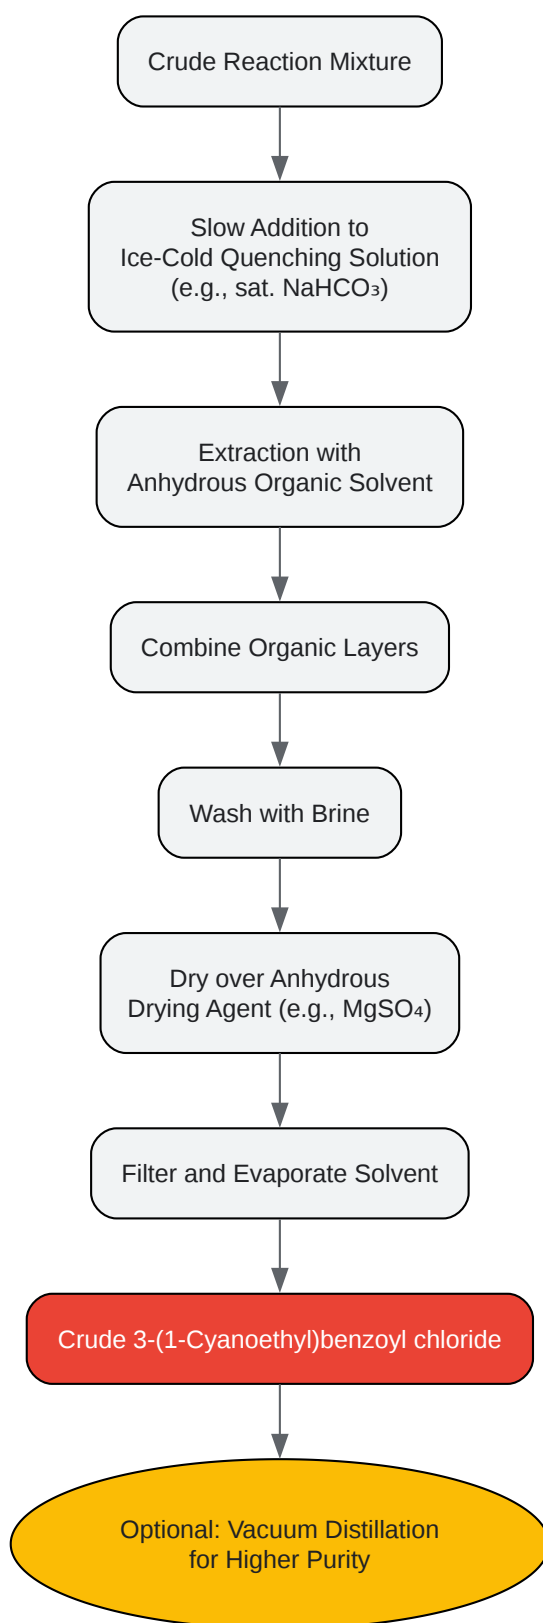 Crude Reaction Mixture
Slow Addition to
Ice-Cold Quenching Solution
(e.g., sat. NaHCO₃)
Extraction with
Anhydrous Organic Solvent
Combine Organic Layers
Wash with Brine
Dry over Anhydrous
Drying Agent (e.g., MgSO₄)
Filter and Evaporate Solvent
Crude 3-(1-Cyanoethyl)benzoyl chloride
Optional: Vacuum Distillation
for Higher Purity